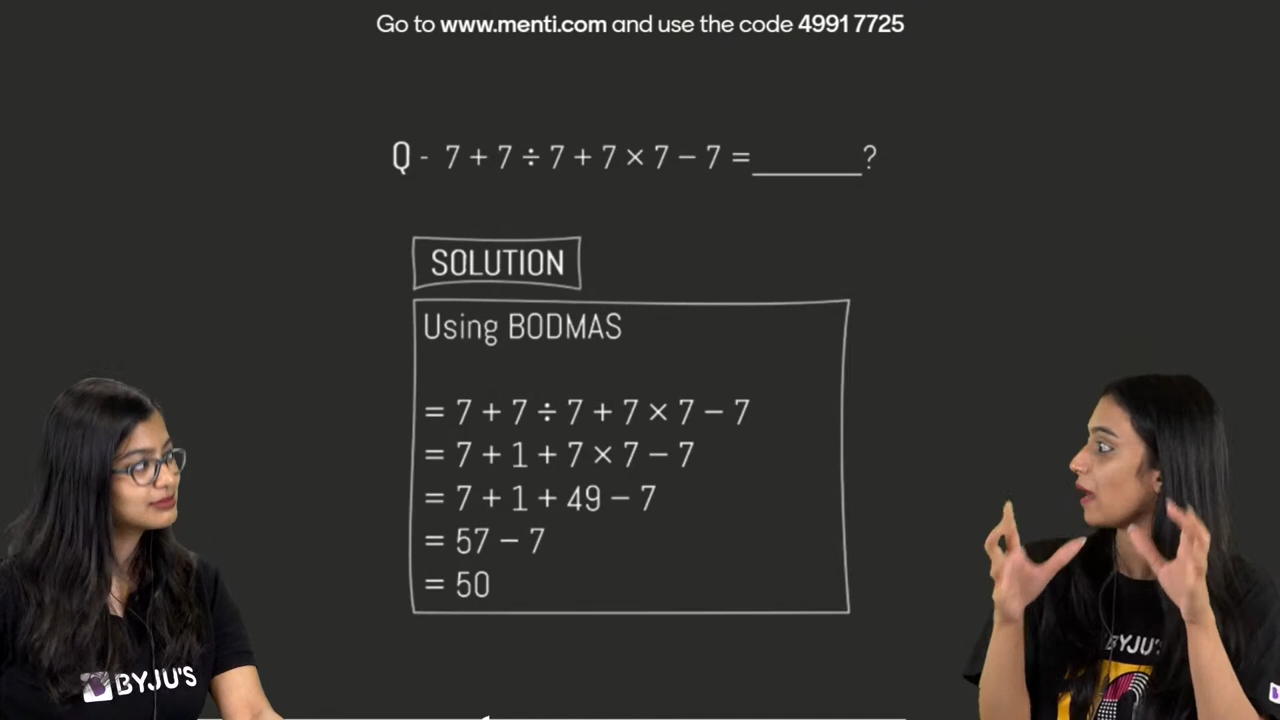 Go to www.menti.com and use the code 4991 7725
Q - 7 + 7 ÷ 7 + 7 × 7 − 7 = ______?
SOLUTION
Using BODMAS
= 7 + 7 ÷ 7 + 7 × 7 − 7
= 7 + 1 + 7 × 7 − 7
= 7 + 1 + 49 − 7
= 57 − 7
= 50
BYJU'S
BYJU'S